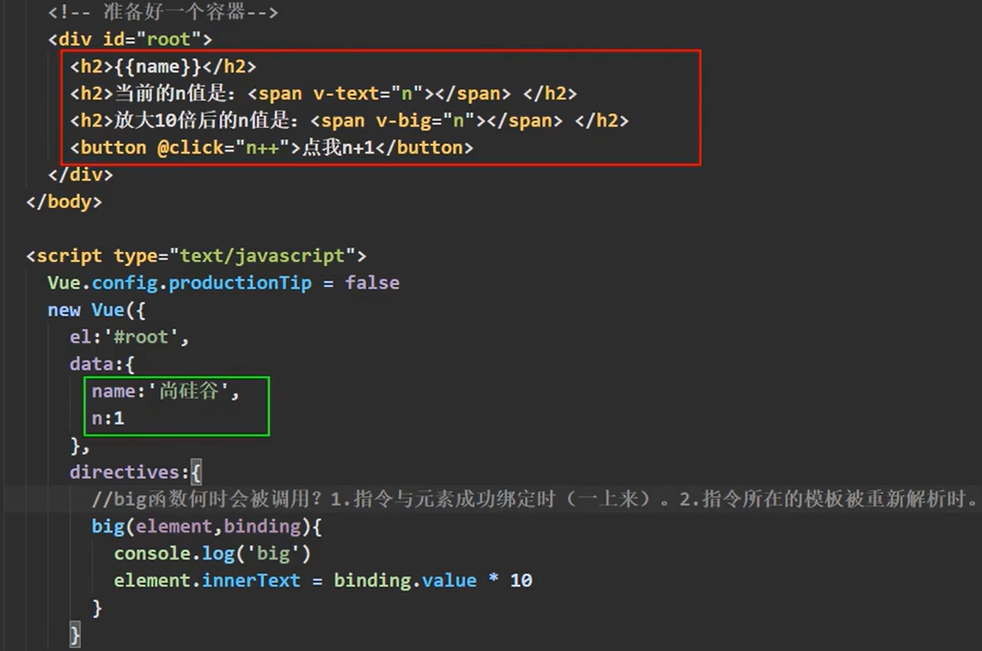 <!-- 准备好一个容器-->
<div id="root">
<h2>{{name}}</h2>
<h2>当前的n值是：<span v-text="n"></span> </h2>
<h2>放大10倍后的n值是：<span v-big="n"></span> </h2>
<button @click="n++">点我n+1</button>
</div>
</body>
<script type="text/javascript">
Vue.config.productionTip = false
new Vue({
el:'#root',
data:{
name:'尚硅谷',
n:1
},
directives:{
//big函数何时会被调用？1.指令与元素成功绑定时（一上来）。2.指令所在的模板被重新解析时。
big(element,binding){
console.log('big')
element.innerText = binding.value * 10
}
}